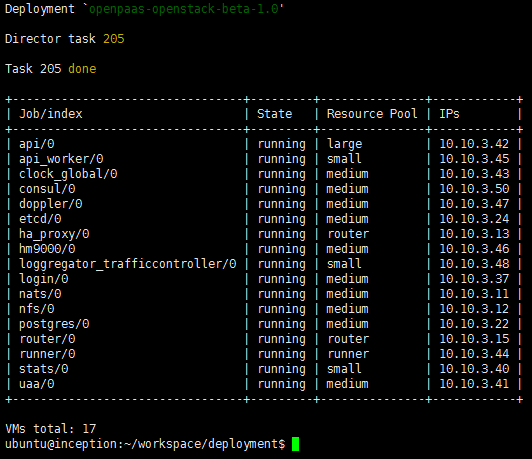 Deployment `openpaas-openstack-beta-1.0'
Director task 205
Task 205 done
+------------------------------+---------+---------------+------------+
| Job/index                    | State   | Resource Pool | IPs        |
+------------------------------+---------+---------------+------------+
| api/0                        | running | large         | 10.10.3.42 |
| api_worker/0                 | running | small         | 10.10.3.45 |
| clock_global/0               | running | medium        | 10.10.3.43 |
| consul/0                     | running | medium        | 10.10.3.50 |
| doppler/0                    | running | medium        | 10.10.3.47 |
| etcd/0                       | running | medium        | 10.10.3.24 |
| ha_proxy/0                   | running | router        | 10.10.3.13 |
| hm9000/0                     | running | medium        | 10.10.3.46 |
| loggregator_trafficcontroller/0 | running | small         | 10.10.3.48 |
| login/0                      | running | medium        | 10.10.3.37 |
| nats/0                       | running | medium        | 10.10.3.11 |
| nfs/0                        | running | medium        | 10.10.3.12 |
| postgres/0                   | running | medium        | 10.10.3.22 |
| router/0                     | running | router        | 10.10.3.15 |
| runner/0                     | running | runner        | 10.10.3.44 |
| stats/0                      | running | small         | 10.10.3.40 |
| uaa/0                        | running | medium        | 10.10.3.41 |
+------------------------------+---------+---------------+------------+
VMs total: 17
ubuntu@inception:~/workspace/deployment$